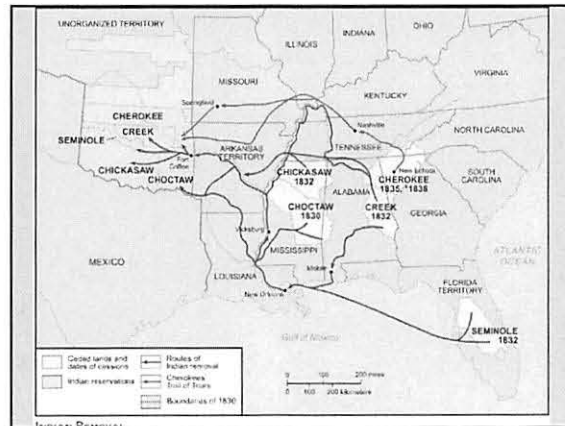 UNORGANIZED TERRITORY
ILLINOIS
INDIANA
OHIO
MISSOURI
KENTUCKY
VIRGINIA
Springfield
Nashville
CHEROKEE
CREEK
SEMINOLE
Fort
Coffee
ARKANSAS
TERRITORY
TENNESSEE
NORTH CAROLINA
New Echota
CHICKASAW
CHOCTAW
CHICKASAW
1832
CHEROKEE
1835, *1838
SOUTH
CAROLINA
ALABAMA
CHOCTAW
1830
CREEK
1832
GEORGIA
Vicksburg
MISSISSIPPI
MEXICO
LOUISIANA
Mobile
New Orleans
ATLANTIC
OCEAN
FLORIDA
TERRITORY
Gulf of Mexico
SEMINOLE
1832
Ceded lands and
dates of cessions
Indian reservations
Routes of
Indian removal
Cherokees
Trail of Tears
Boundaries of 1830
0 100 200 miles
0 100 200 kilometers
INDIAN REMOVAL